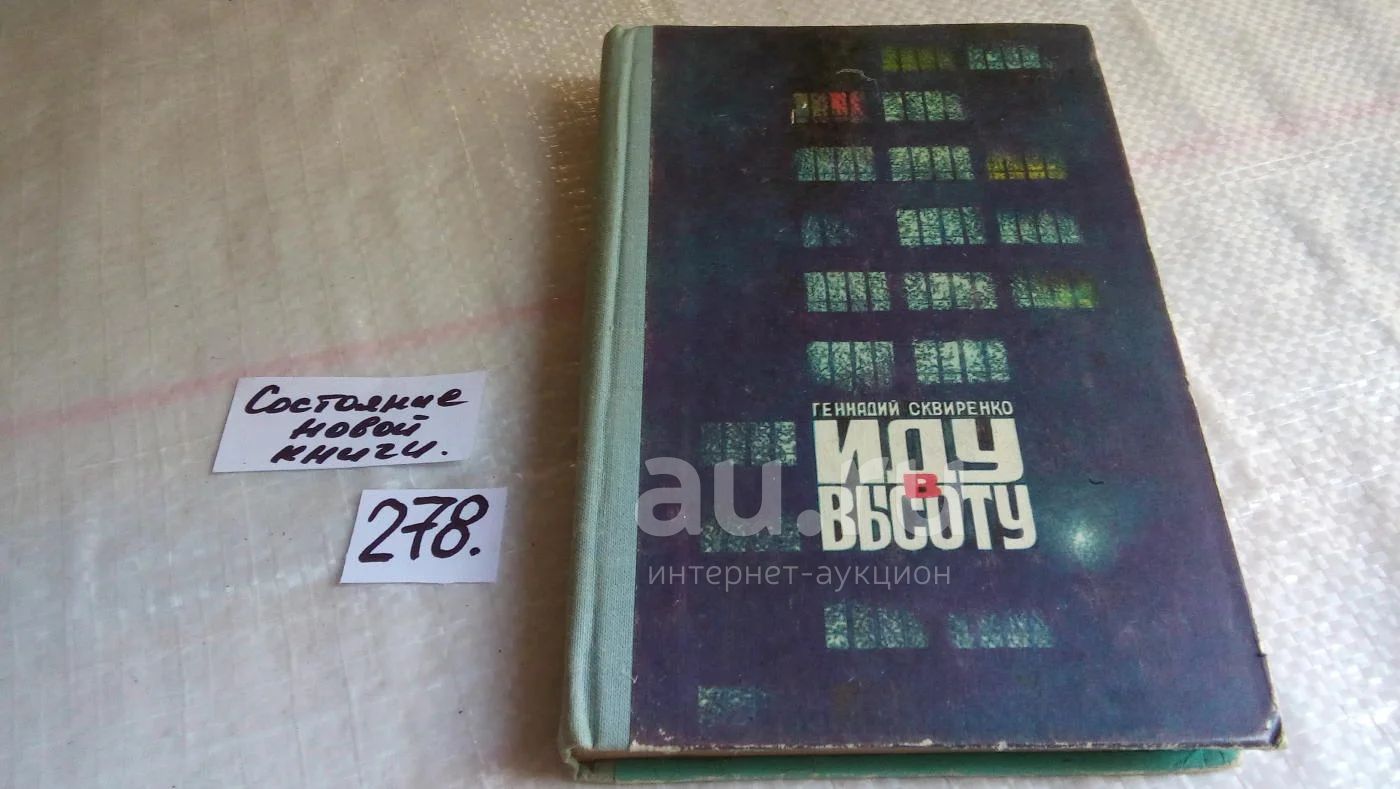 Состояние
новой
книги.
278.
ГЕННАДИЙ СКВИРЕНКО
ИДУ
В
ВЫСОТУ
au.ru
интернет-аукцион